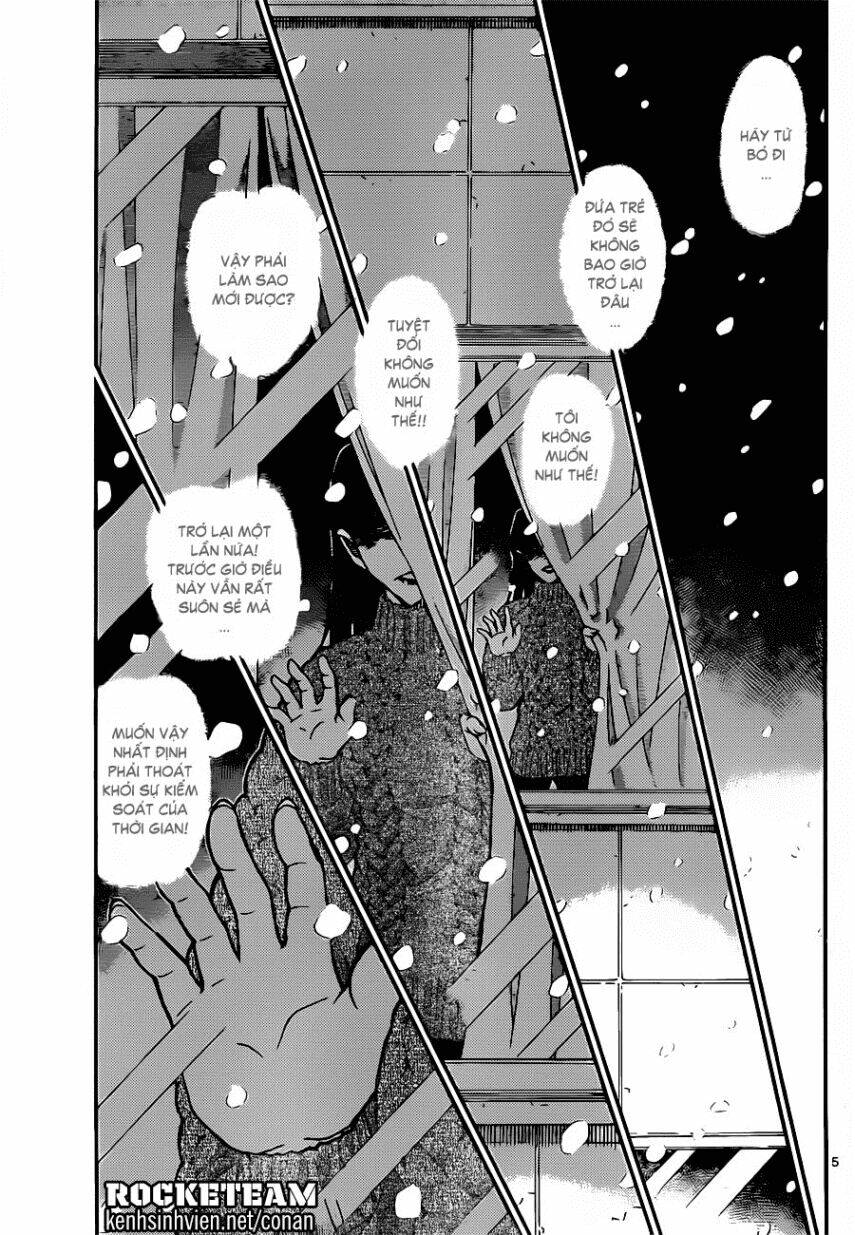 HÃY TỪ
BỎ ĐI
...
ĐỨA TRẺ
ĐÓ SẼ
KHÔNG
BAO GIỜ
TRỞ LẠI
ĐÂU
...
TÔI
KHÔNG
MUỐN
NHƯ THẾ!
TUYỆT
ĐỐI
KHÔNG
MUỐN
NHƯ
THẾ!!
VẬY PHẢI
LÀM SAO
MỚI ĐƯỢC?
TRỞ LẠI MỘT
LẦN NỮA!
TRƯỚC GIỜ ĐIỀU
NÀY VẪN RẤT
SUÔN SẺ MÀ
...
MUỐN VẬY
NHẤT ĐỊNH
PHẢI THOÁT
KHỎI SỰ KIỂM
SOÁT CỦA
THỜI GIAN!
5
ROCKETEAM
kenhsinhvien.net/conan